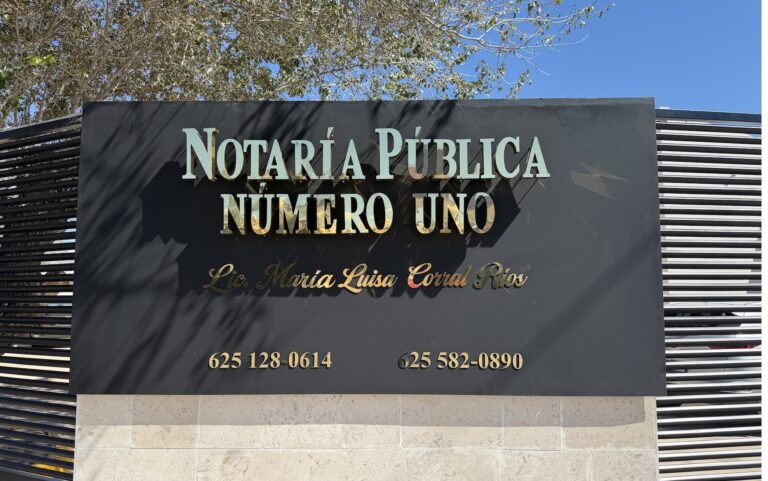 NOTARÍA PÚBLICA
NÚMERO UNO
Lic. María Luisa Corral Ríos
625 128-0614 625 582-0890